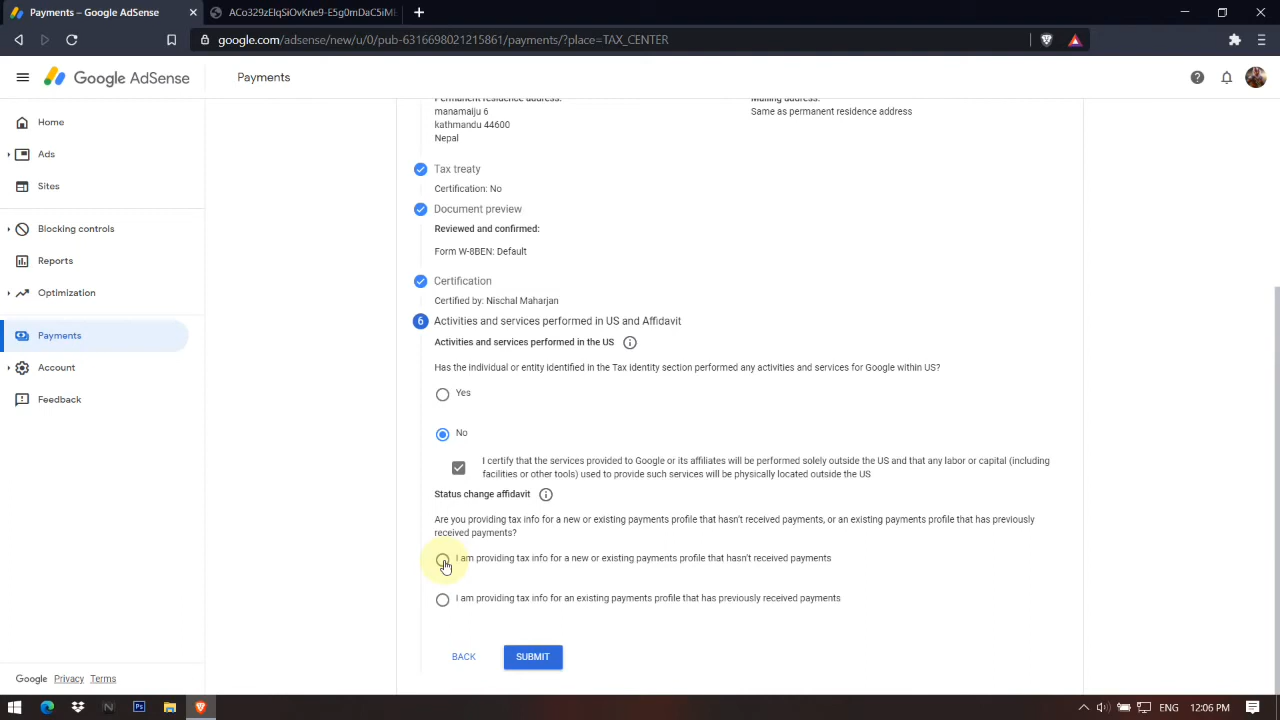 Payments – Google AdSense
ACo329zElqSiOvKne9-E5g0mDaC5iME
google.com/adsense/new/u/0/pub-6316698021215861/payments/?place=TAX_CENTER
Google AdSense
Payments
Home
Ads
Sites
Blocking controls
Reports
Optimization
Payments
Account
Feedback
Google Privacy Terms
Permanent residence address:
manamaiju 6
kathmandu 44600
Nepal
Mailing address:
Same as permanent residence address
Tax treaty
Certification: No
Document preview
Reviewed and confirmed:
Form W-8BEN: Default
Certification
Certified by: Nischal Maharjan
6 Activities and services performed in US and Affidavit
Activities and services performed in the US
Has the individual or entity identified in the Tax Identity section performed any activities and services for Google within US?
Yes
No
I certify that the services provided to Google or its affiliates will be performed solely outside the US and that any labor or capital (including
facilities or other tools) used to provide such services will be physically located outside the US
Status change affidavit
Are you providing tax info for a new or existing payments profile that hasn't received payments, or an existing payments profile that has previously
received payments?
I am providing tax info for a new or existing payments profile that hasn't received payments
I am providing tax info for an existing payments profile that has previously received payments
BACK
SUBMIT
ENG 12:06 PM